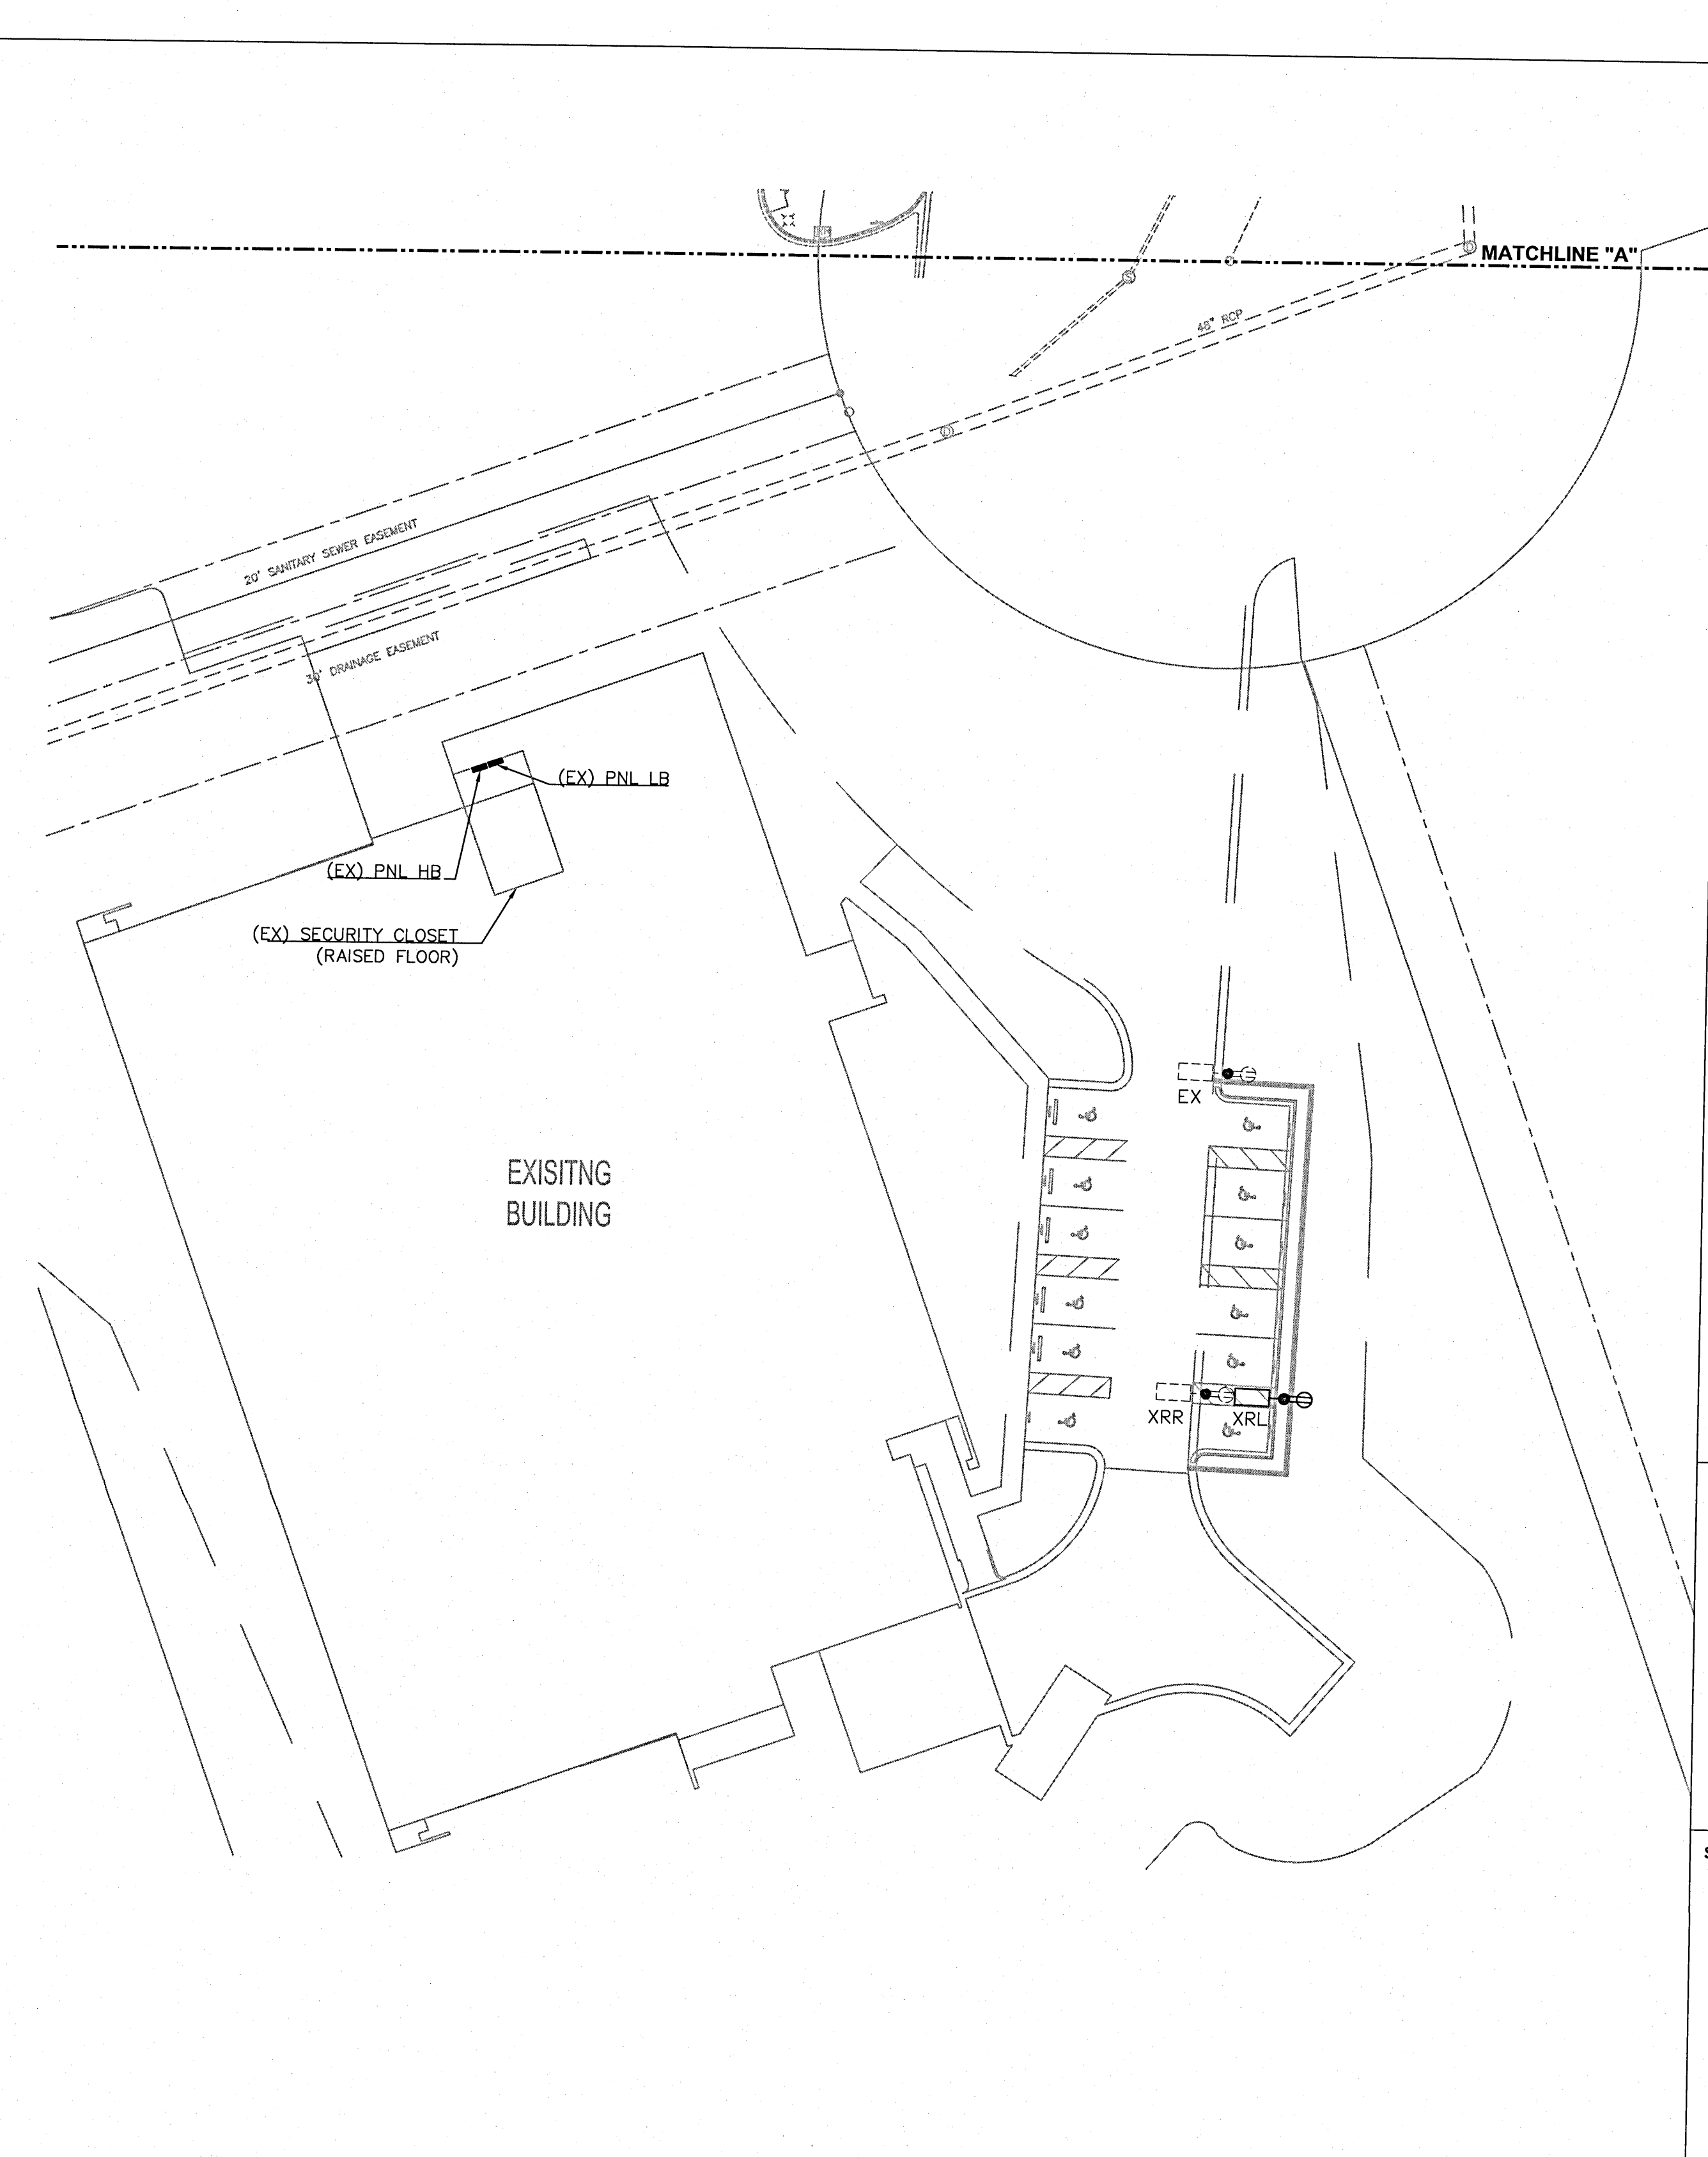 MATCHLINE "A"
48" RCP
20' SANITARY SEWER EASEMENT
30' DRAINAGE EASEMENT
(EX) PNL LB
(EX) PNL HB
(EX) SECURITY CLOSET
(RAISED FLOOR)
EX
EXISITNG
BUILDING
XRR
XRL
S
D
D